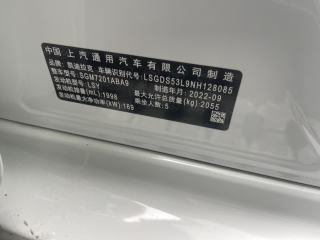 中国 上汽通用汽车有限公司 制造
品牌: 凯迪拉克 车辆识别代号: LSGDS53L9NH128085
整车型号: SGM7201ABA9 制造年月: 2022-09
发动机型号: LSY 最大允许总质量(kg): 2055
发动机排量(mL): 1998 乘坐人数: 5
发动机最大净功率(kW): 169